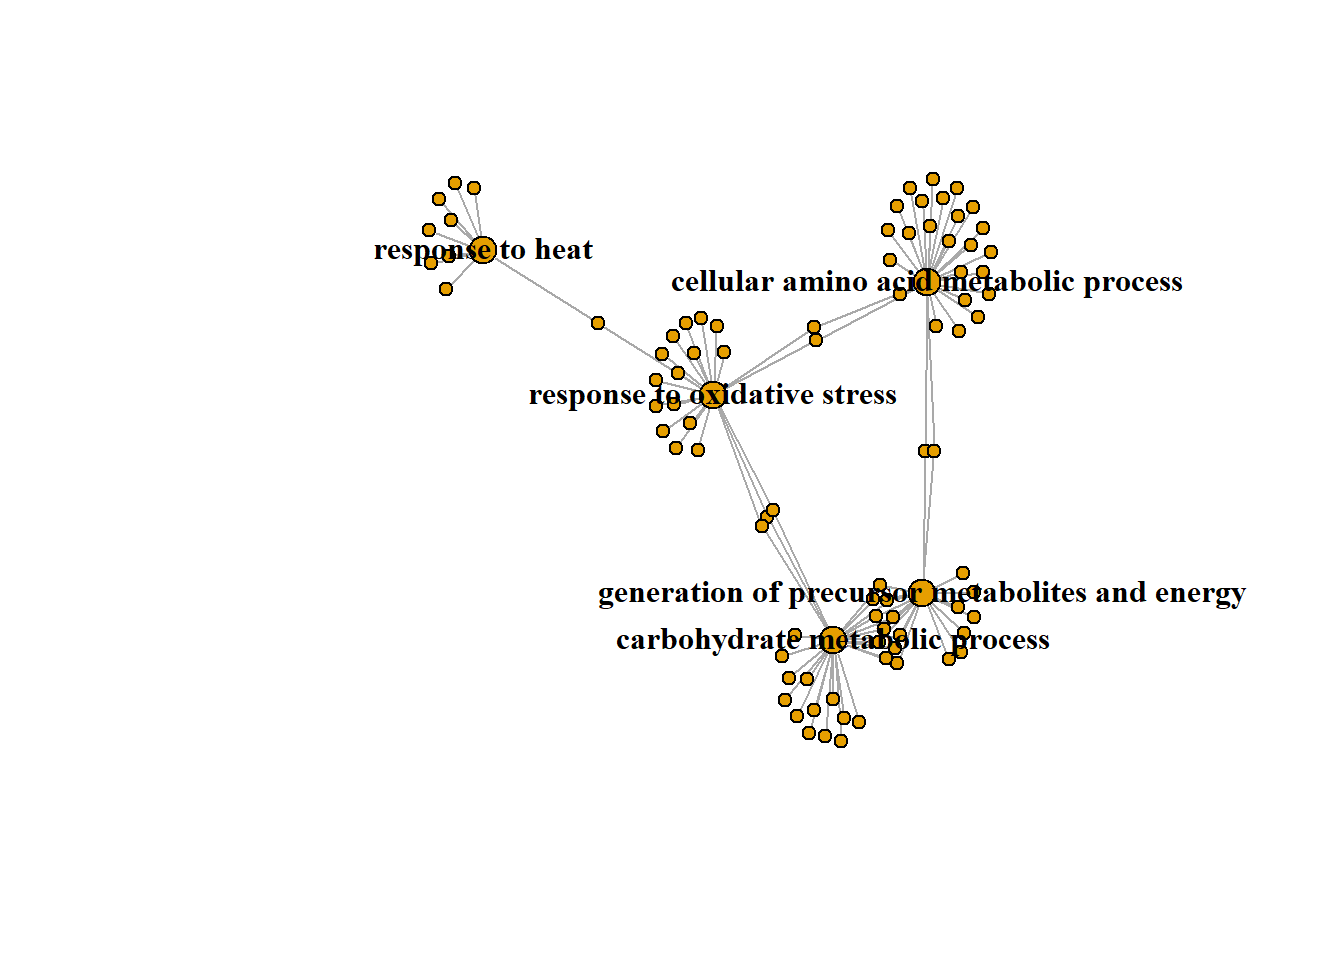 response to heat
cellular amino acid metabolic process
response to oxidative stress
generation of precursor metabolites and energy
carbohydrate metabolic process